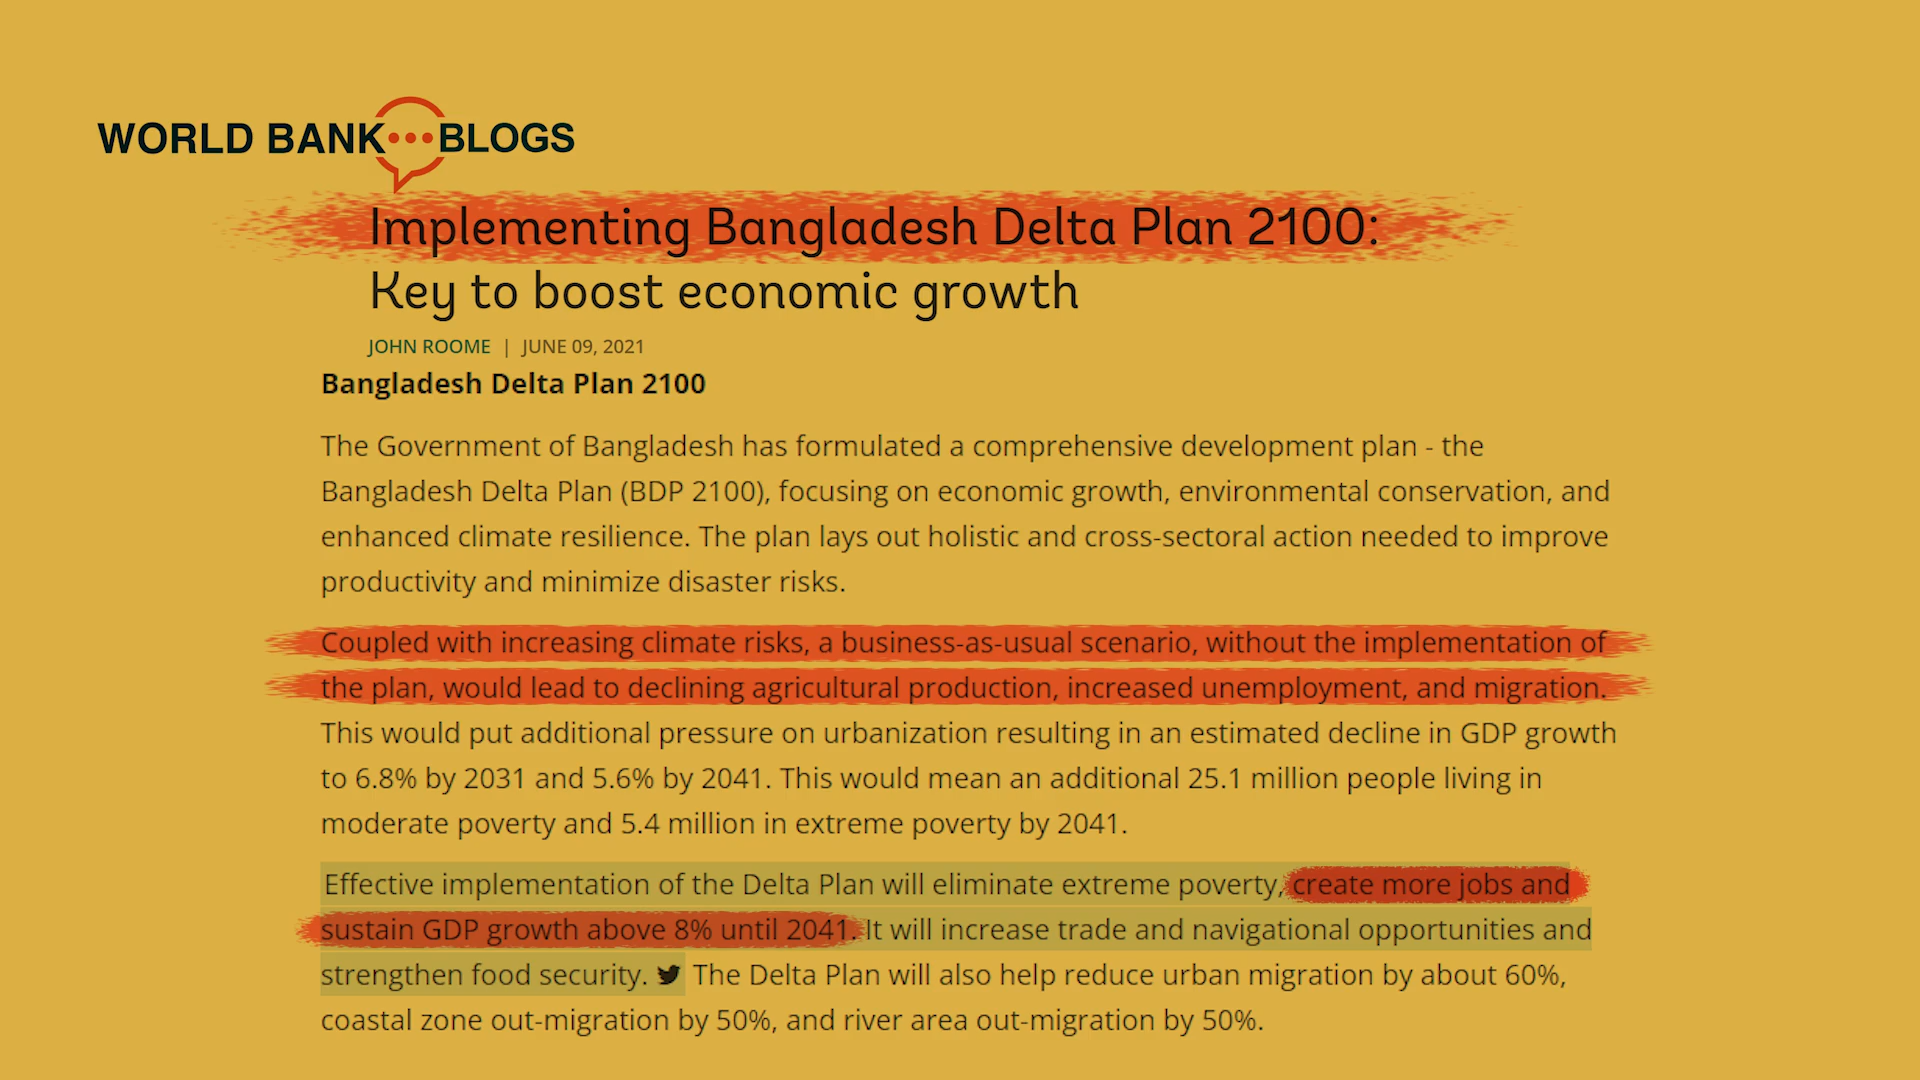 WORLD BANK BLOGS
Implementing Bangladesh Delta Plan 2100:
Key to boost economic growth
JOHN ROOME | JUNE 09, 2021
Bangladesh Delta Plan 2100
The Government of Bangladesh has formulated a comprehensive development plan - the
Bangladesh Delta Plan (BDP 2100), focusing on economic growth, environmental conservation, and
enhanced climate resilience. The plan lays out holistic and cross-sectoral action needed to improve
productivity and minimize disaster risks.
Coupled with increasing climate risks, a business-as-usual scenario, without the implementation of
the plan, would lead to declining agricultural production, increased unemployment, and migration.
This would put additional pressure on urbanization resulting in an estimated decline in GDP growth
to 6.8% by 2031 and 5.6% by 2041. This would mean an additional 25.1 million people living in
moderate poverty and 5.4 million in extreme poverty by 2041.
Effective implementation of the Delta Plan will eliminate extreme poverty, create more jobs and
sustain GDP growth above 8% until 2041. It will increase trade and navigational opportunities and
strengthen food security. The Delta Plan will also help reduce urban migration by about 60%,
coastal zone out-migration by 50%, and river area out-migration by 50%.